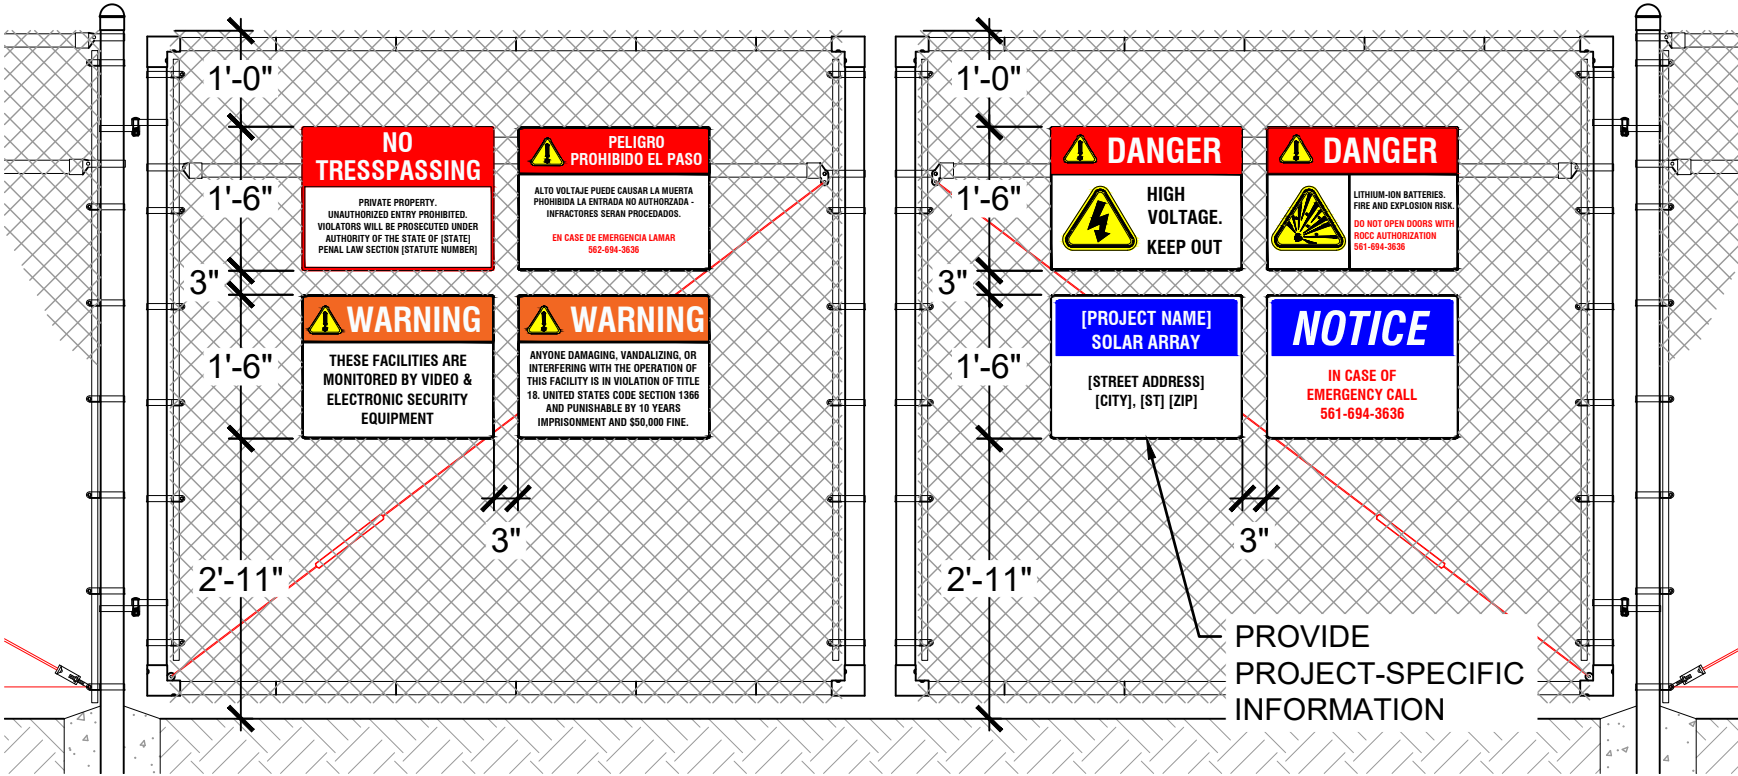 1'-0"
1'-6"
3"
1'-6"
2'-11"
3"
NO
TRESSPASSING
PRIVATE PROPERTY.
UNAUTHORIZED ENTRY PROHIBITED.
VIOLATORS WILL BE PROSECUTED UNDER
AUTHORITY OF THE STATE OF [STATE]
PENAL LAW SECTION [STATUTE NUMBER]
PELIGRO
PROHIBIDO EL PASO
ALTO VOLTAJE PUEDE CAUSAR LA MUERTA
PHOHIBIDA LA ENTRADA NO AUTHORZADA -
INFRACTORES SERAN PROCEDADOS.
EN CASE DE EMERGENCIA LAMAR
562-694-3636
WARNING
THESE FACILITIES ARE
MONITORED BY VIDEO &
ELECTRONIC SECURITY
EQUIPMENT
WARNING
ANYONE DAMAGING, VANDALIZING, OR
INTERFERING WITH THE OPERATION OF
THIS FACILITY IS IN VIOLATION OF TITLE
18. UNITED STATES CODE SECTION 1366
AND PUNISHABLE BY 10 YEARS
IMPRISONMENT AND $50,000 FINE.
1'-0"
1'-6"
3"
1'-6"
2'-11"
3"
DANGER
HIGH
VOLTAGE.
KEEP OUT
DANGER
LITHIUM-ION BATTERIES.
FIRE AND EXPLOSION RISK.
DO NOT OPEN DOORS WITH
ROCC AUTHORIZATION
561-694-3636
[PROJECT NAME]
SOLAR ARRAY
[STREET ADDRESS]
[CITY], [ST] [ZIP]
NOTICE
IN CASE OF
EMERGENCY CALL
561-694-3636
PROVIDE
PROJECT-SPECIFIC
INFORMATION